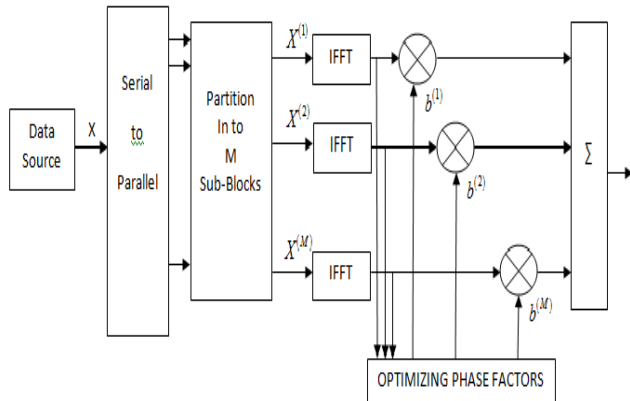 Data
Source
X
Serial
to
Parallel
Partition
In to
M
Sub-Blocks
X^{(1)}
IFFT
b^{(1)}
X^{(2)}
IFFT
b^{(2)}
X^{(M)}
IFFT
b^{(M)}
Σ
OPTIMIZING PHASE FACTORS